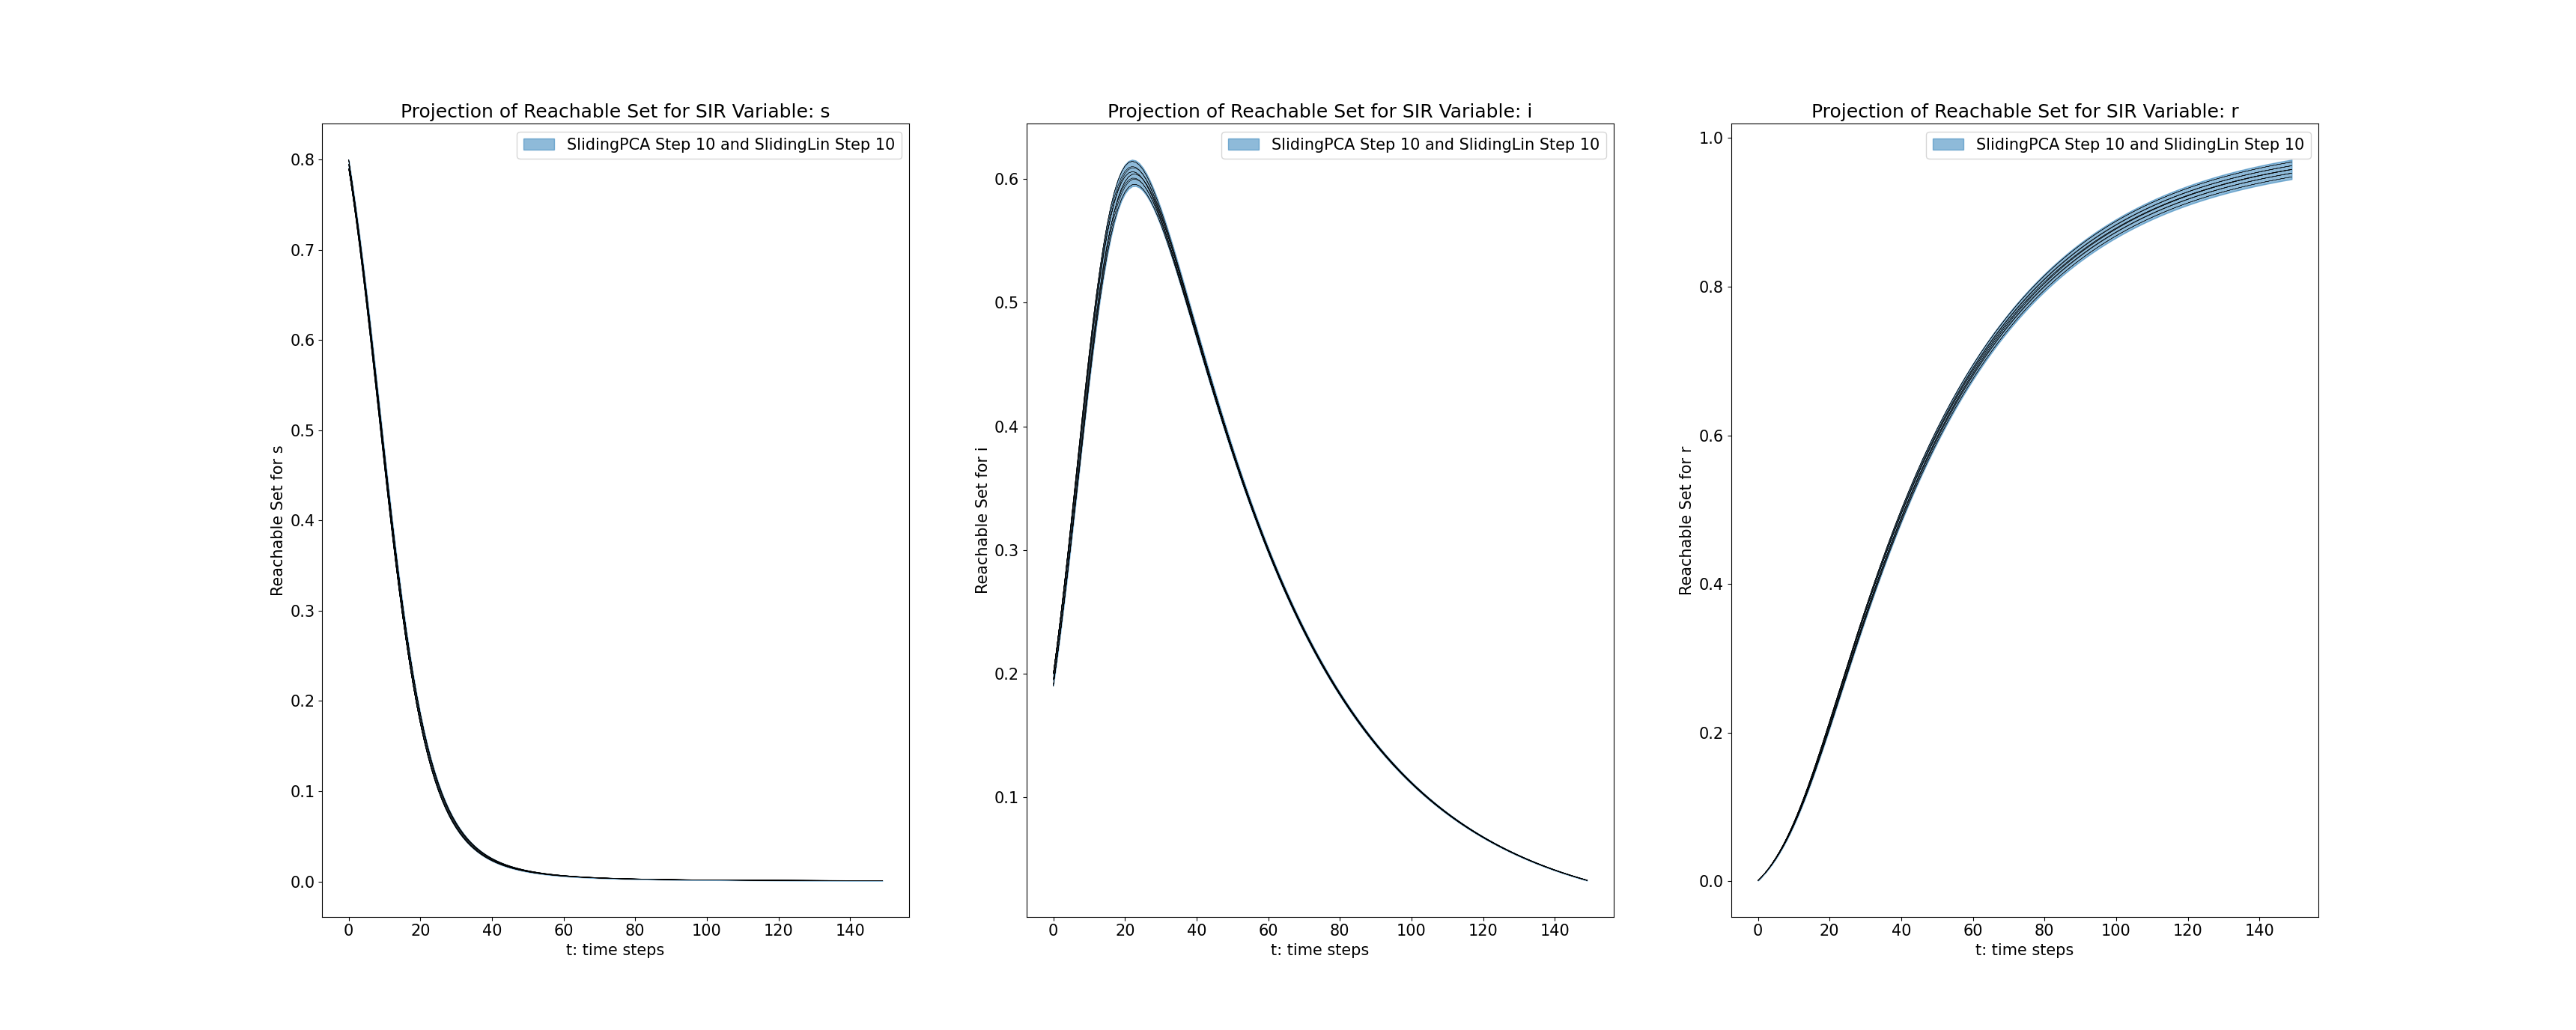 Projection of Reachable Set for SIR Variable: s
SlidingPCA Step 10 and SlidingLin Step 10
0.8
0.7
0.6
0.5
0.4
0.3
0.2
0.1
0.0
Reachable Set for s
0 20 40 60 80 100 120 140
t: time steps
Projection of Reachable Set for SIR Variable: i
SlidingPCA Step 10 and SlidingLin Step 10
0.6
0.5
0.4
0.3
0.2
0.1
Reachable Set for i
0 20 40 60 80 100 120 140
t: time steps
Projection of Reachable Set for SIR Variable: r
SlidingPCA Step 10 and SlidingLin Step 10
1.0
0.8
0.6
0.4
0.2
0.0
Reachable Set for r
0 20 40 60 80 100 120 140
t: time steps